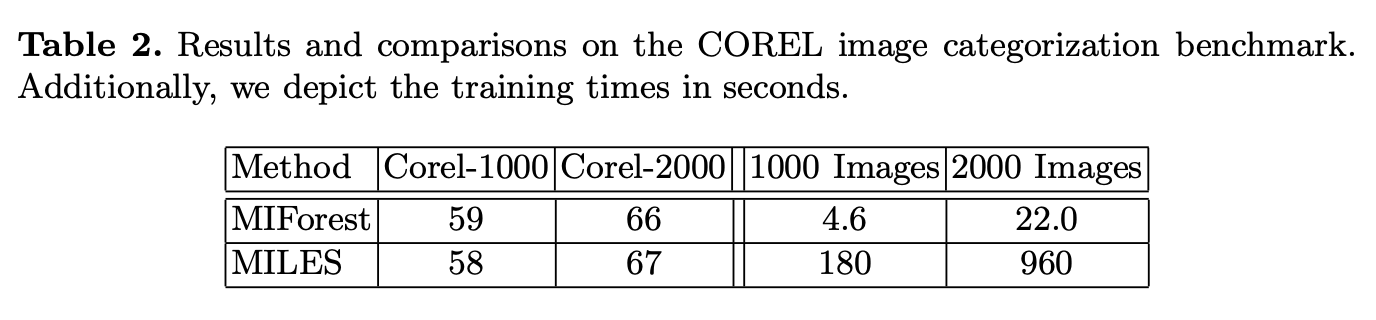 Table 2. Results and comparisons on the COREL image categorization benchmark.
Additionally, we depict the training times in seconds.
Method Corel-1000 Corel-2000 1000 Images 2000 Images
MIForest 59 66 4.6 22.0
MILES 58 67 180 960